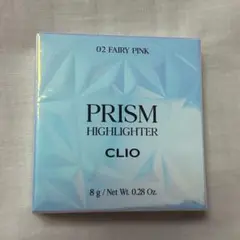 02 FAIRY PINK
PRISM
HIGHLIGHTER
CLIO
8 g / Net Wt. 0.28 Oz.